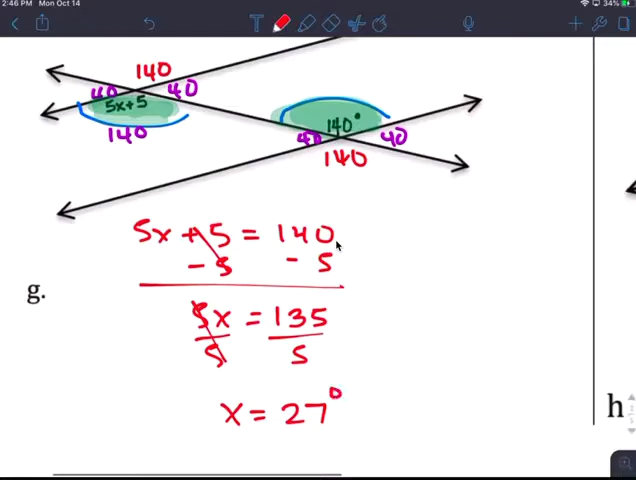 2:46 PM Mon Oct 14
34%
T
140
40 40
5x+5
140
140°
40 40
140
5x + 5 = 140
- 5 - 5
g.
5x = 135
5 5
x = 27°
h